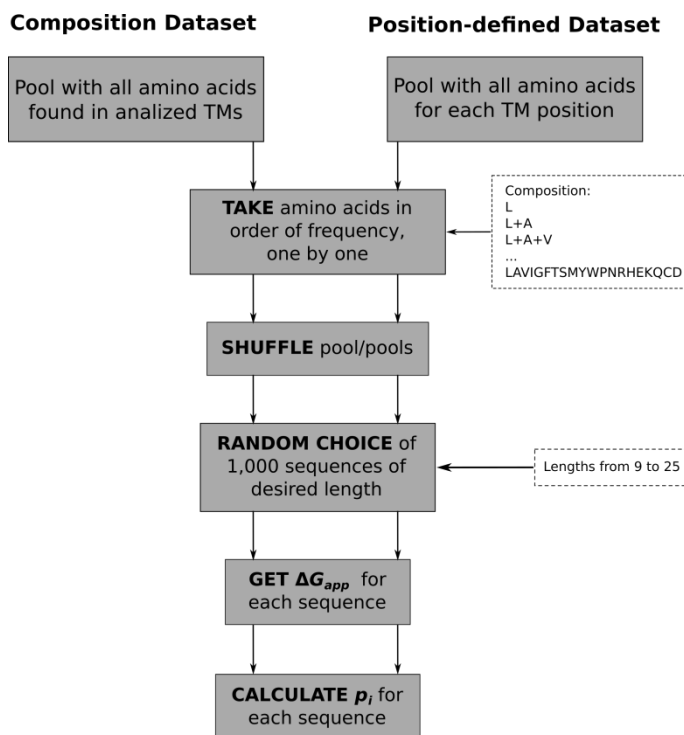 Composition Dataset
Position-defined Dataset
Pool with all amino acids
found in analized TMs
Pool with all amino acids
for each TM position
TAKE amino acids in
order of frequency,
one by one
Composition:
L
L+A
L+A+V
...
LAVIGFTSMYWPNRHEKQCD
SHUFFLE pool/pools
RANDOM CHOICE of
1,000 sequences of
desired length
Lengths from 9 to 25
GET ΔGapp for
each sequence
CALCULATE pi for
each sequence